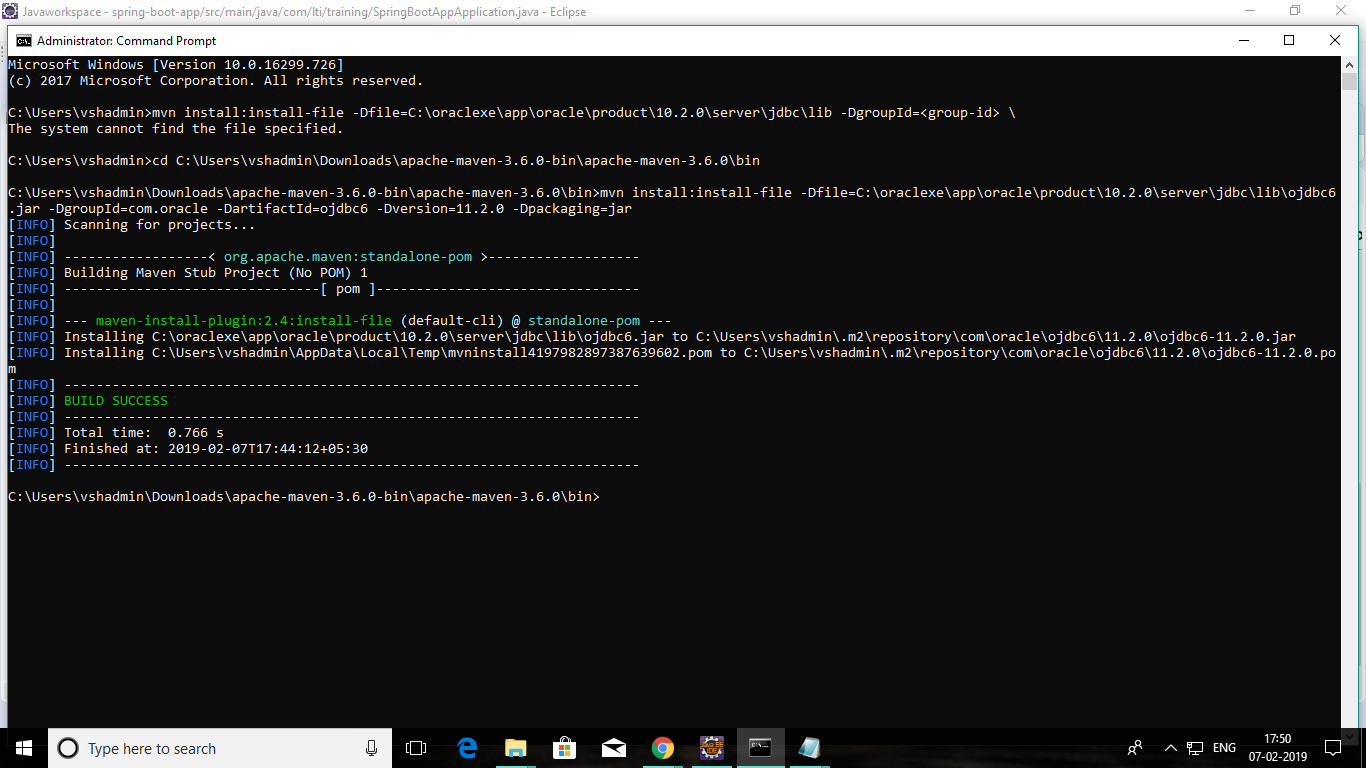 Javaworkspace - spring-boot-app/src/main/java/com/lti/training/SpringBootAppApplication.java - Eclipse
Administrator: Command Prompt
Microsoft Windows [Version 10.0.16299.726]
(c) 2017 Microsoft Corporation. All rights reserved.
C:\Users\vshadmin>mvn install:install-file -Dfile=C:\oraclexe\app\oracle\product\10.2.0\server\jdbc\lib -DgroupId=<group-id> \
The system cannot find the file specified.
C:\Users\vshadmin>cd C:\Users\vshadmin\Downloads\apache-maven-3.6.0-bin\apache-maven-3.6.0\bin
C:\Users\vshadmin\Downloads\apache-maven-3.6.0-bin\apache-maven-3.6.0\bin>mvn install:install-file -Dfile=C:\oraclexe\app\oracle\product\10.2.0\server\jdbc\lib\ojdbc6
.jar -DgroupId=com.oracle -DartifactId=ojdbc6 -Dversion=11.2.0 -Dpackaging=jar
[INFO] Scanning for projects...
[INFO]
[INFO] ------------------< org.apache.maven:standalone-pom >-------------------
[INFO] Building Maven Stub Project (No POM) 1
[INFO] --------------------------------[ pom ]---------------------------------
[INFO]
[INFO] --- maven-install-plugin:2.4:install-file (default-cli) @ standalone-pom ---
[INFO] Installing C:\oraclexe\app\oracle\product\10.2.0\server\jdbc\lib\ojdbc6.jar to C:\Users\vshadmin\.m2\repository\com\oracle\ojdbc6\11.2.0\ojdbc6-11.2.0.jar
[INFO] Installing C:\Users\vshadmin\AppData\Local\Temp\mvninstall4197982897387639602.pom to C:\Users\vshadmin\.m2\repository\com\oracle\ojdbc6\11.2.0\ojdbc6-11.2.0.po
m
[INFO] ------------------------------------------------------------------------
[INFO] BUILD SUCCESS
[INFO] ------------------------------------------------------------------------
[INFO] Total time:  0.766 s
[INFO] Finished at: 2019-02-07T17:44:12+05:30
[INFO] ------------------------------------------------------------------------
C:\Users\vshadmin\Downloads\apache-maven-3.6.0-bin\apache-maven-3.6.0\bin>
Type here to search
ENG
17:50
07-02-2019